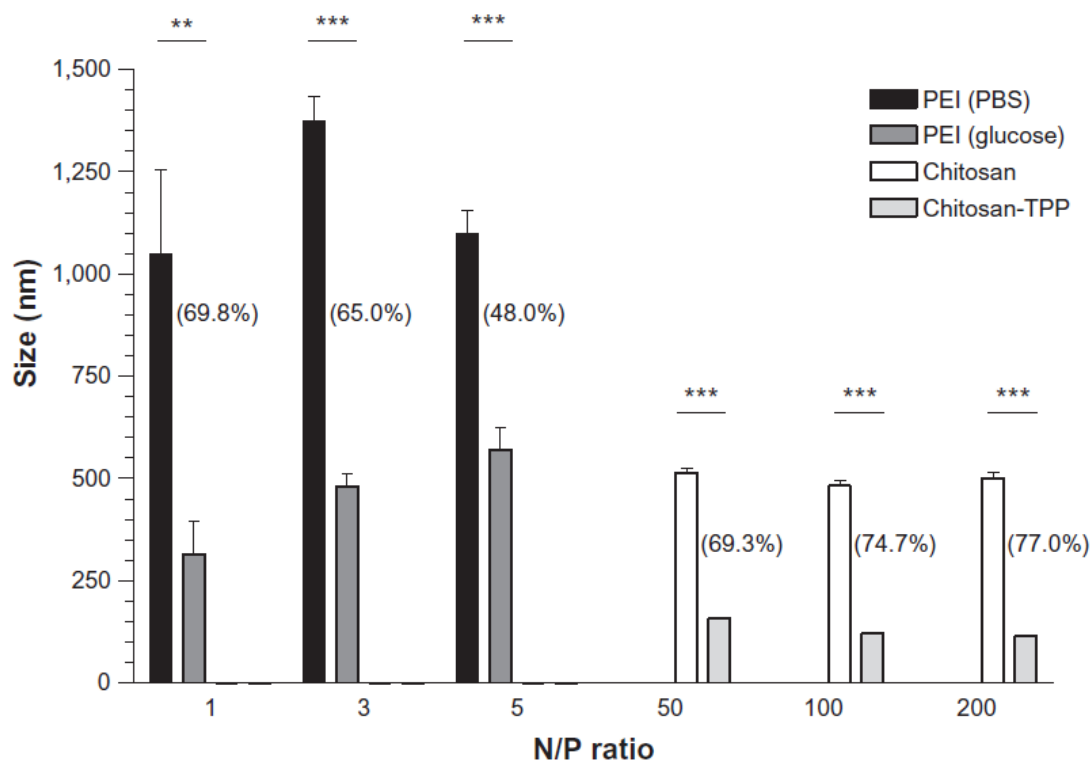 ** *** ***
1,500
1,250
1,000
750
500
250
0
Size (nm)
PEI (PBS)
PEI (glucose)
Chitosan
Chitosan-TPP
(69.8%) (65.0%) (48.0%)
*** *** ***
(69.3%) (74.7%) (77.0%)
1 3 5 50 100 200
N/P ratio